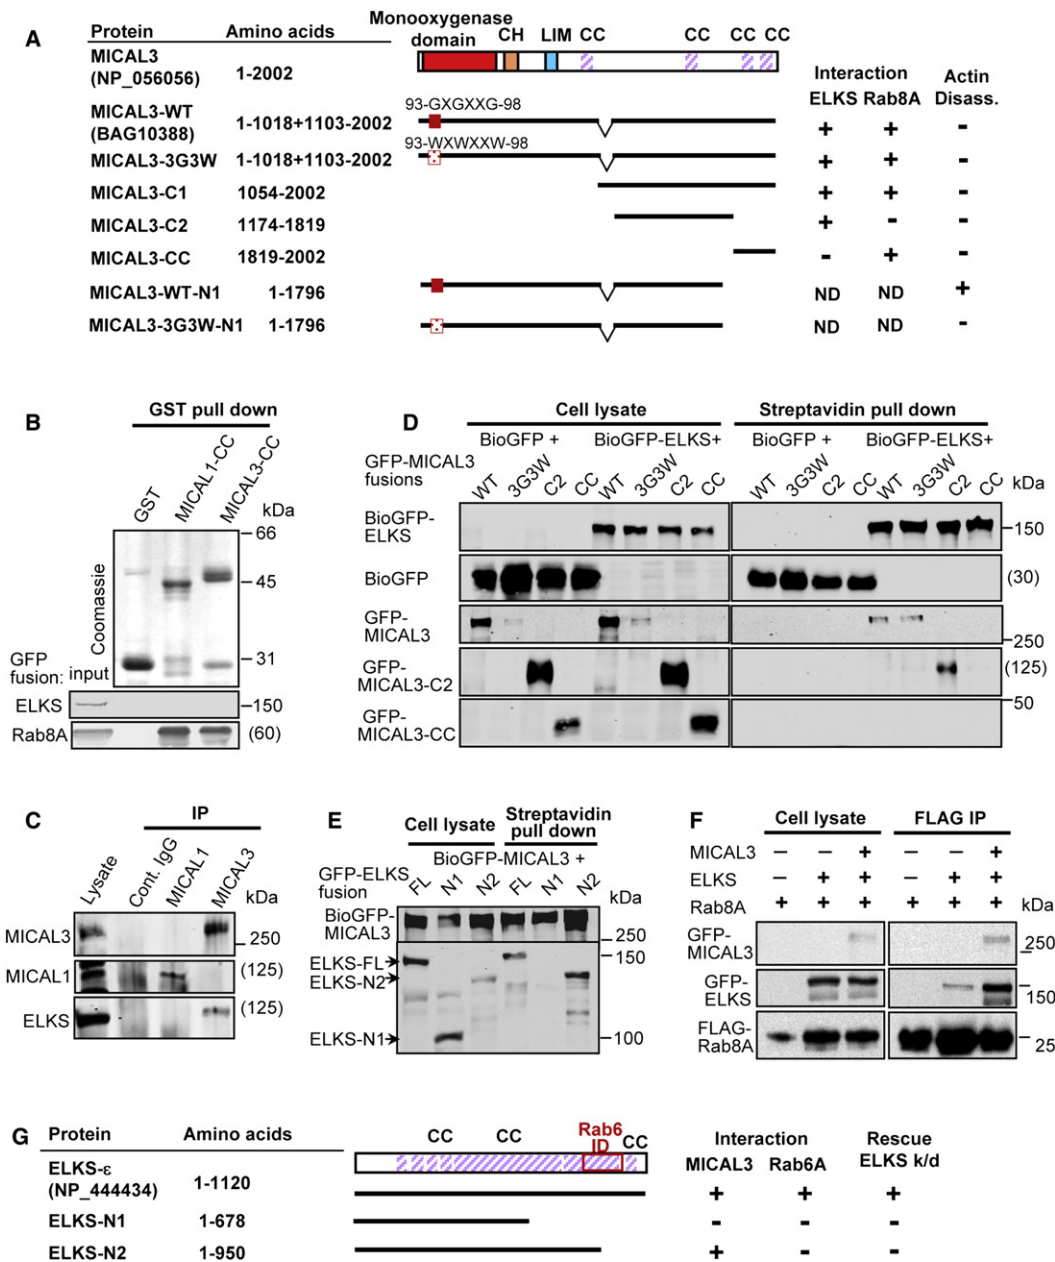 A
Protein Amino acids
Monooxygenase
domain CH LIM CC CC CC CC
MICAL3
(NP_056056) 1-2002
Interaction Actin
ELKS Rab8A Disass.
93-GXGXXG-98
MICAL3-WT
(BAG10388) 1-1018+1103-2002 + + -
93-WXWXXW-98
MICAL3-3G3W 1-1018+1103-2002 + + -
MICAL3-C1 1054-2002 + + -
MICAL3-C2 1174-1819 + - -
MICAL3-CC 1819-2002 - + -
MICAL3-WT-N1 1-1796 ND ND +
MICAL3-3G3W-N1 1-1796 ND ND -
B
GST pull down
GST MICAL1-CC MICAL3-CC
kDa
66
45
31
Coomassie
GFP
fusion: input
ELKS 150
Rab8A (60)
D
Cell lysate Streptavidin pull down
BioGFP + BioGFP-ELKS+ BioGFP + BioGFP-ELKS+
GFP-MICAL3
fusions
WT 3G3W C2 CC WT 3G3W C2 CC WT 3G3W C2 CC WT 3G3W C2 CC kDa
BioGFP-
ELKS 150
BioGFP (30)
GFP-
MICAL3 250
GFP-
MICAL3-C2 (125)
50
GFP-
MICAL3-CC
C
IP
Lysate Cont. IgG MICAL1 MICAL3 kDa
MICAL3 250
MICAL1 (125)
ELKS (125)
E
Cell lysate Streptavidin
pull down
BioGFP-MICAL3 +
GFP-ELKS
fusion
FL N1 N2 FL N1 N2 kDa
BioGFP-
MICAL3 250
150
ELKS-FL
ELKS-N2
ELKS-N1 100
F
Cell lysate FLAG IP
MICAL3 – – + – – +
ELKS – + + – + +
Rab8A + + + + + + kDa
GFP-
MICAL3 250
GFP-
ELKS 150
FLAG-
Rab8A 25
G
Protein Amino acids
CC CC Rab6
ID CC
Interaction Rescue
MICAL3 Rab6A ELKS k/d
ELKS-ε
(NP_444434) 1-1120 + + +
ELKS-N1 1-678 - - -
ELKS-N2 1-950 + - -